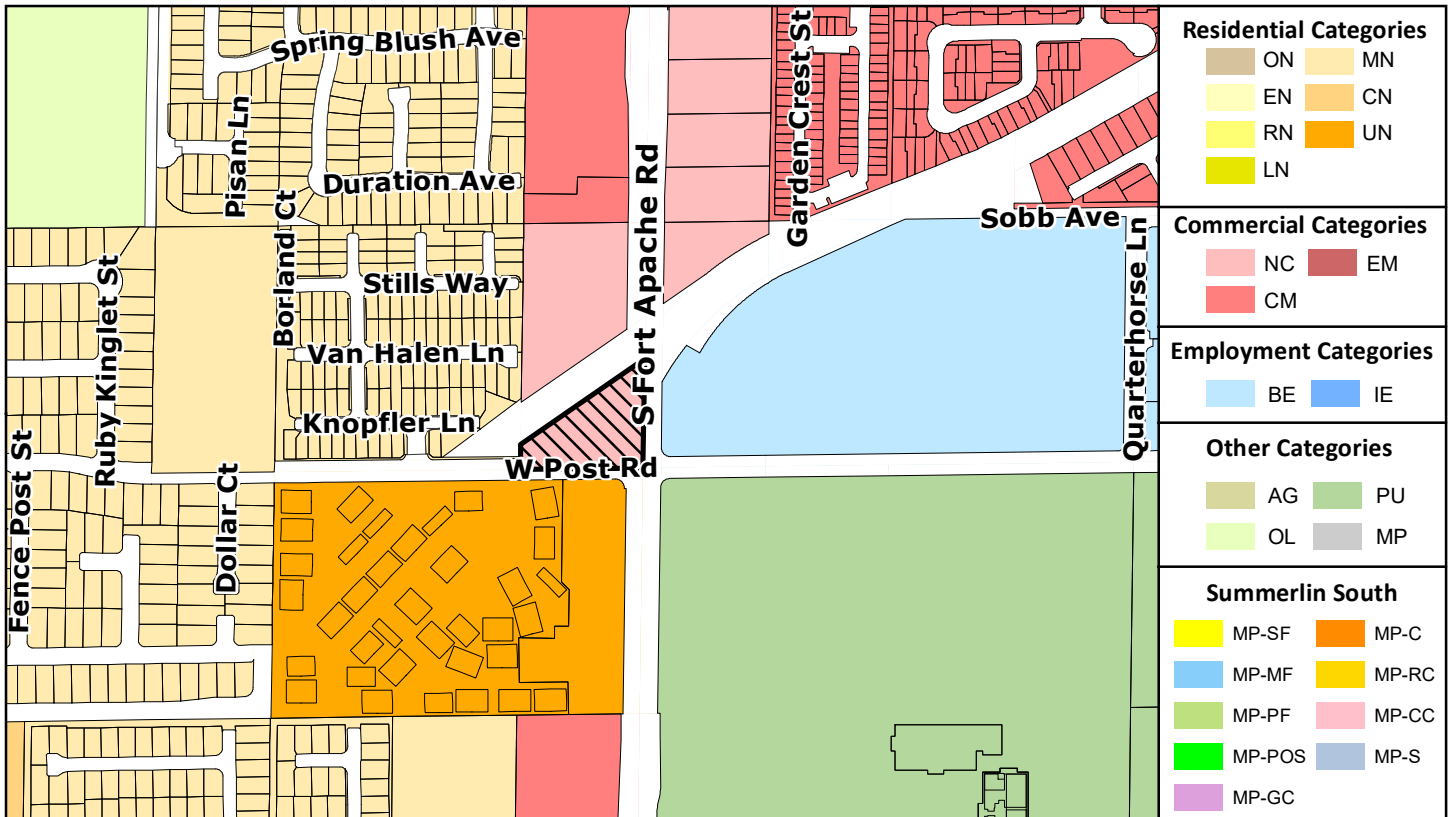 Spring Blush Ave
Pisan Ln
Duration Ave
Borland Ct
Garden Crest St
S Fort Apache Rd
Sobb Ave
Quarterhorse Ln
Ruby Kinglet St
Stills Way
Van Halen Ln
Knopfler Ln
W Post Rd
Fence Post St
Dollar Ct
Residential Categories
ON MN
EN CN
RN UN
LN
Commercial Categories
NC EM
CM
Employment Categories
BE IE
Other Categories
AG PU
OL MP
Summerlin South
MP-SF MP-C
MP-MF MP-RC
MP-PF MP-CC
MP-POS MP-S
MP-GC